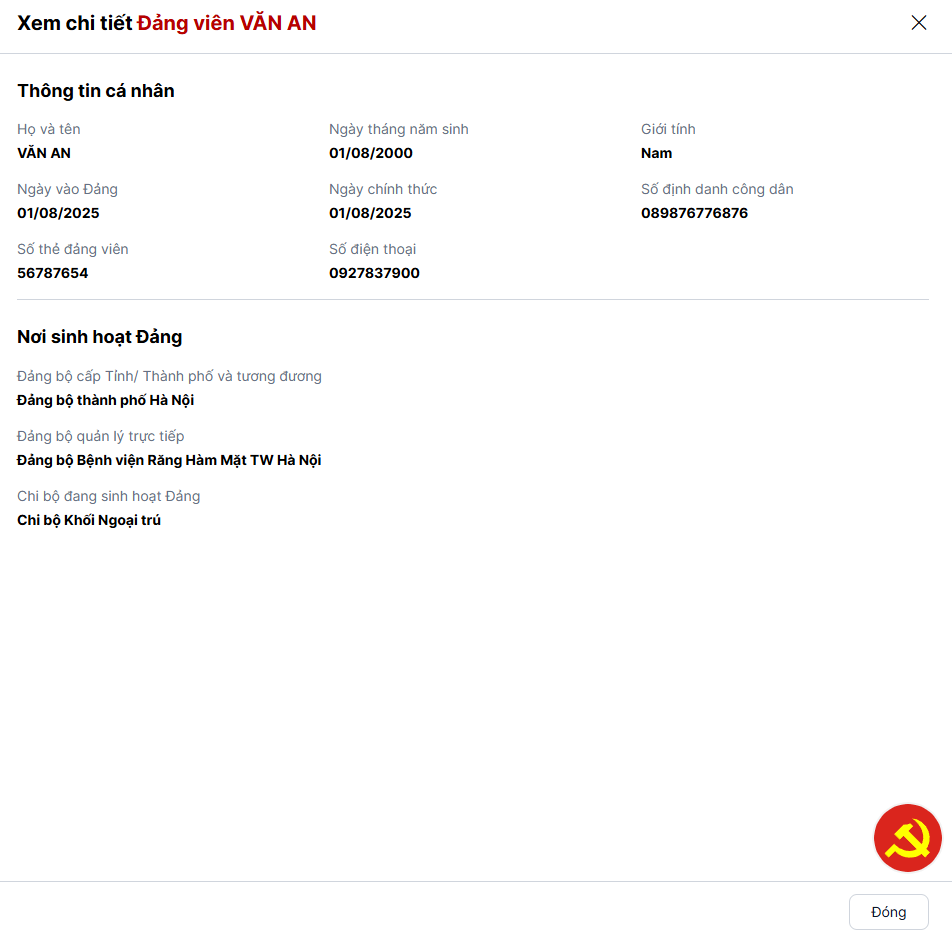 Xem chi tiết Đảng viên VĂN AN
Thông tin cá nhân
Họ và tên
Ngày tháng năm sinh
Giới tính
VĂN AN
01/08/2000
Nam
Ngày vào Đảng
Ngày chính thức
Số định danh công dân
01/08/2025
01/08/2025
089876776876
Số thẻ đảng viên
Số điện thoại
56787654
0927837900
Nơi sinh hoạt Đảng
Đảng bộ cấp Tỉnh/ Thành phố và tương đương
Đảng bộ thành phố Hà Nội
Đảng bộ quản lý trực tiếp
Đảng bộ Bệnh viện Răng Hàm Mặt TW Hà Nội
Chi bộ đang sinh hoạt Đảng
Chi bộ Khối Ngoại trú
Đóng